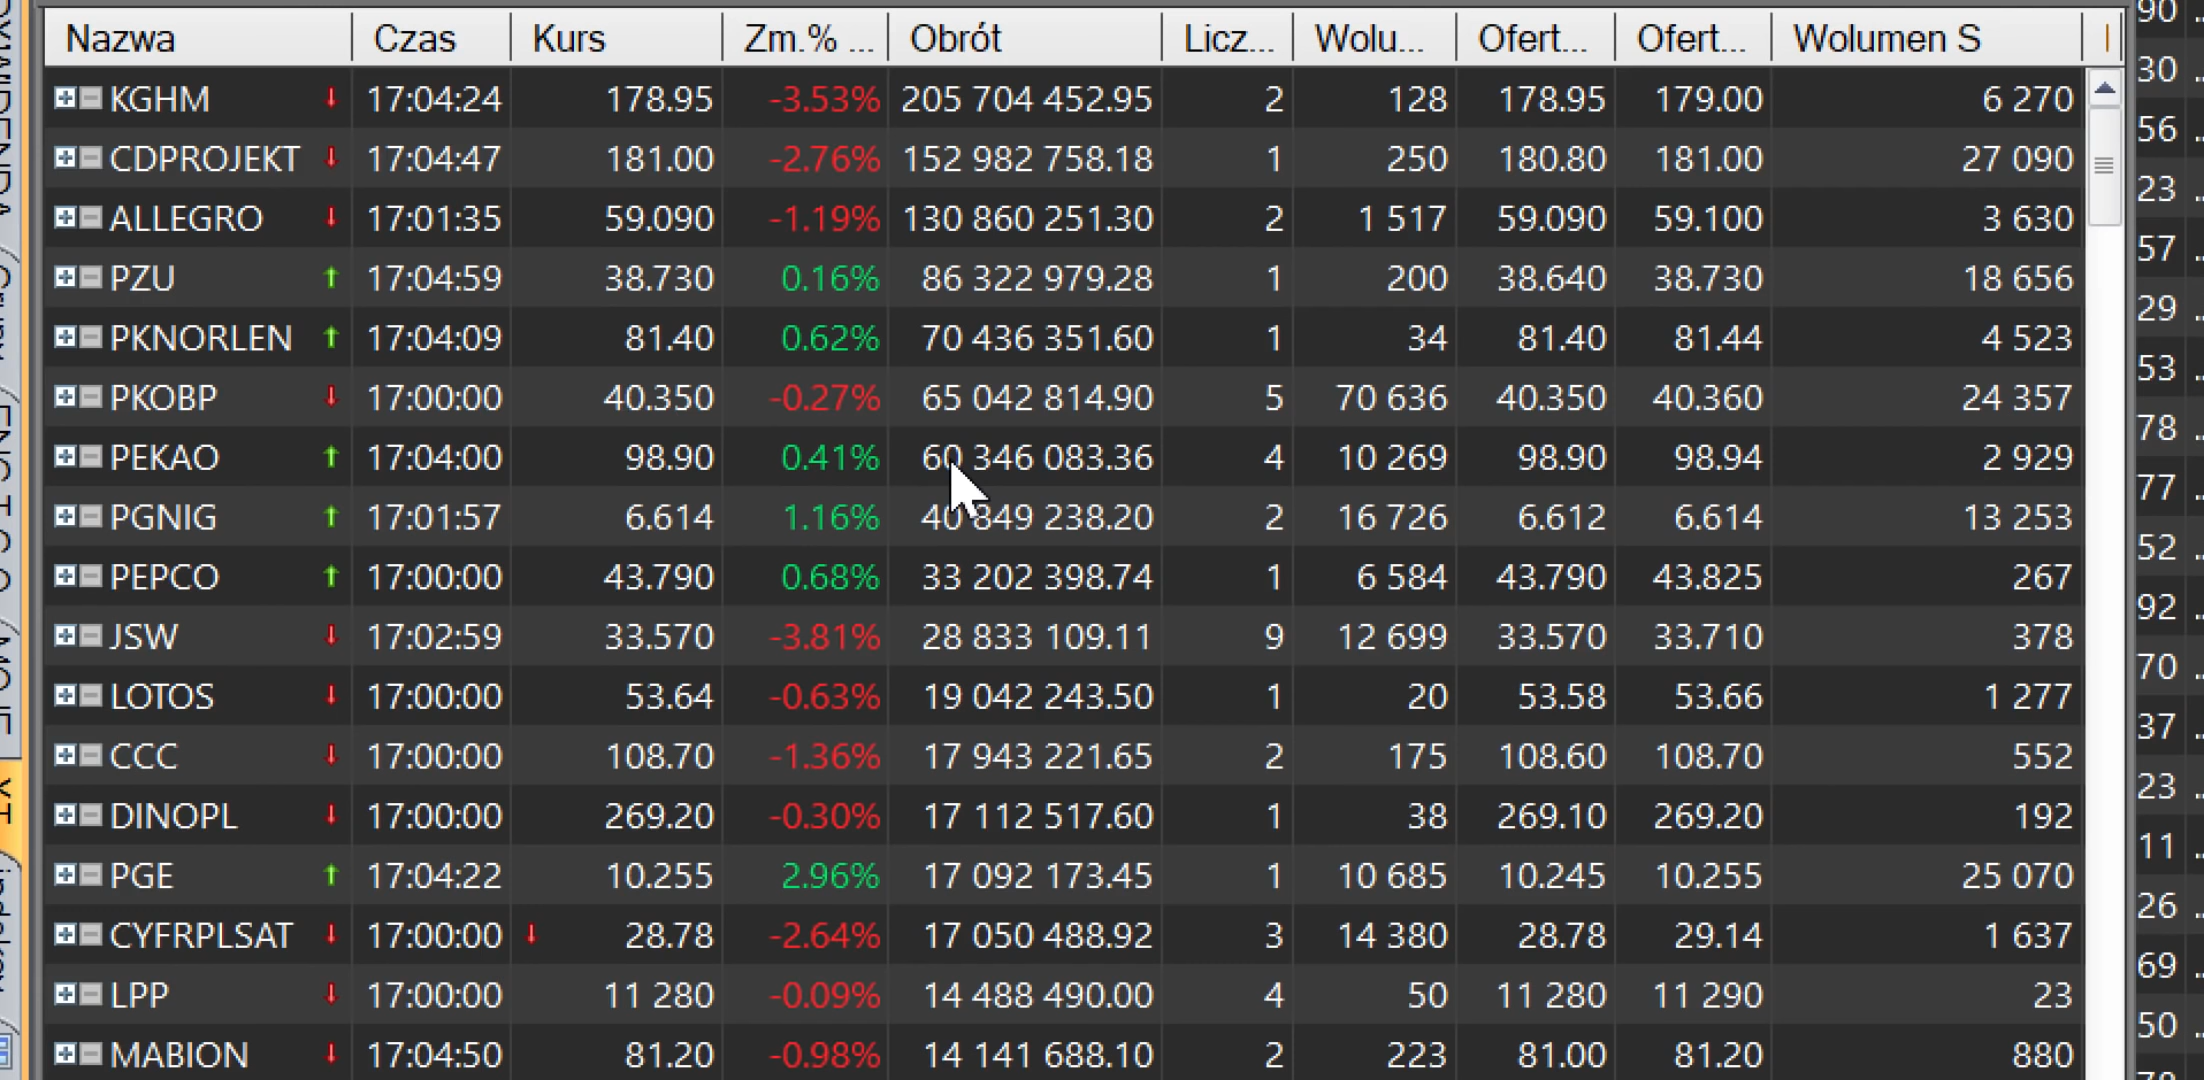 Nazwa Czas Kurs Zm.% ... Obrót Licz... Wolu... Ofert... Ofert... Wolumen S
KGHM 17:04:24 178.95 -3.53% 205 704 452.95 2 128 178.95 179.00 6 270
CDPROJEKT 17:04:47 181.00 -2.76% 152 982 758.18 1 250 180.80 181.00 27 090
ALLEGRO 17:01:35 59.090 -1.19% 130 860 251.30 2 1 517 59.090 59.100 3 630
PZU 17:04:59 38.730 0.16% 86 322 979.28 1 200 38.640 38.730 18 656
PKNORLEN 17:04:09 81.40 0.62% 70 436 351.60 1 34 81.40 81.44 4 523
PKOBP 17:00:00 40.350 -0.27% 65 042 814.90 5 70 636 40.350 40.360 24 357
PEKAO 17:04:00 98.90 0.41% 60 346 083.36 4 10 269 98.90 98.94 2 929
PGNIG 17:01:57 6.614 1.16% 40 849 238.20 2 16 726 6.612 6.614 13 253
PEPCO 17:00:00 43.790 0.68% 33 202 398.74 1 6 584 43.790 43.825 267
JSW 17:02:59 33.570 -3.81% 28 833 109.11 9 12 699 33.570 33.710 378
LOTOS 17:00:00 53.64 -0.63% 19 042 243.50 1 20 53.58 53.66 1 277
CCC 17:00:00 108.70 -1.36% 17 943 221.65 2 175 108.60 108.70 552
DINOPL 17:00:00 269.20 -0.30% 17 112 517.60 1 38 269.10 269.20 192
PGE 17:04:22 10.255 2.96% 17 092 173.45 1 10 685 10.245 10.255 25 070
CYFRPLSAT 17:00:00 28.78 -2.64% 17 050 488.92 3 14 380 28.78 29.14 1 637
LPP 17:00:00 11 280 -0.09% 14 488 490.00 4 50 11 280 11 290 23
MABION 17:04:50 81.20 -0.98% 14 141 688.10 2 223 81.00 81.20 880
90
30
56
23
57
29
53
78
77
52
92
70
37
23
11
26
69
50